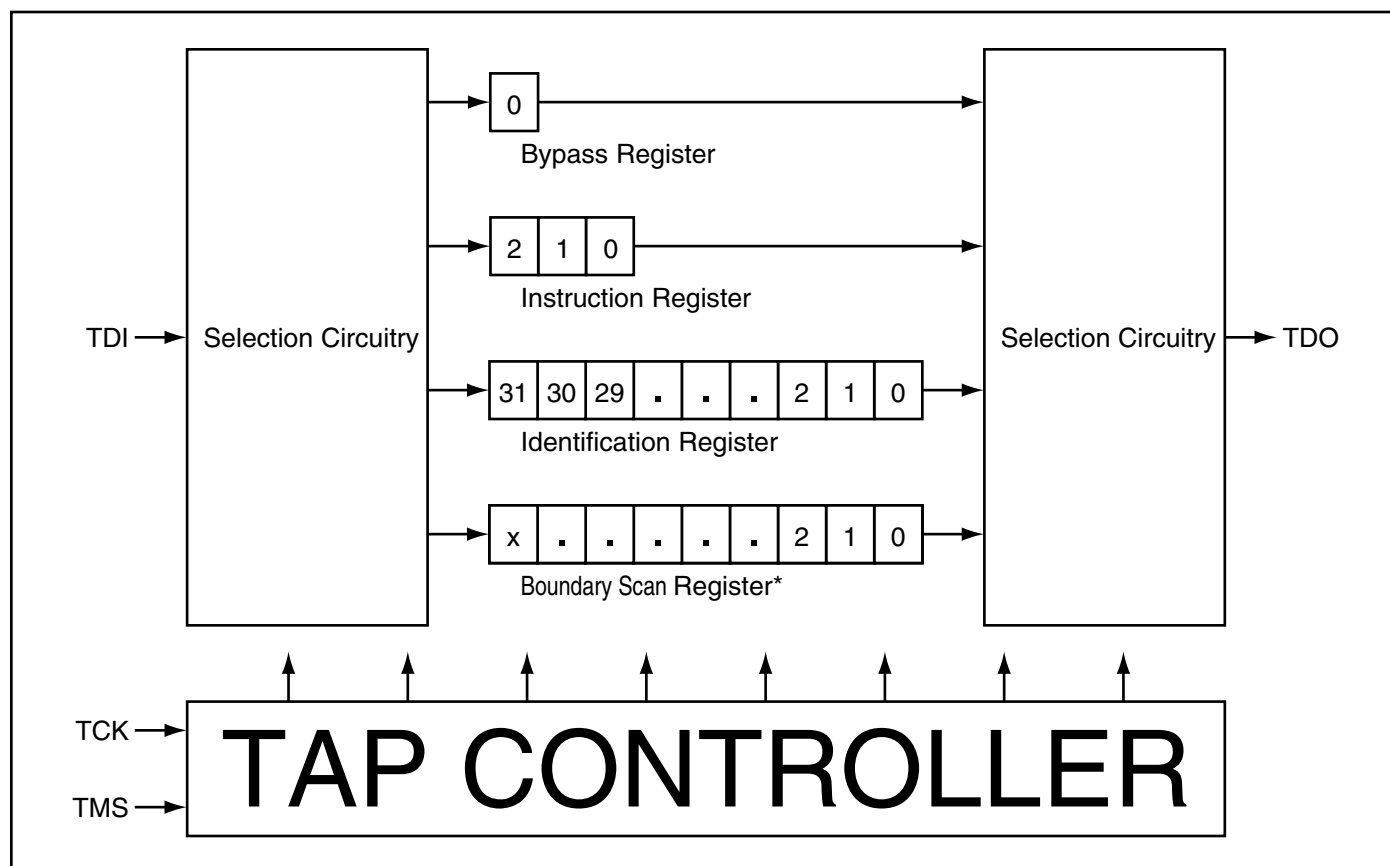 0
Bypass Register
2 1 0
Instruction Register
TDI
Selection Circuitry
Selection Circuitry
TDO
31 30 29 . . . 2 1 0
Identification Register
x . . . . . 2 1 0
Boundary Scan Register*
TCK
TMS
TAP CONTROLLER